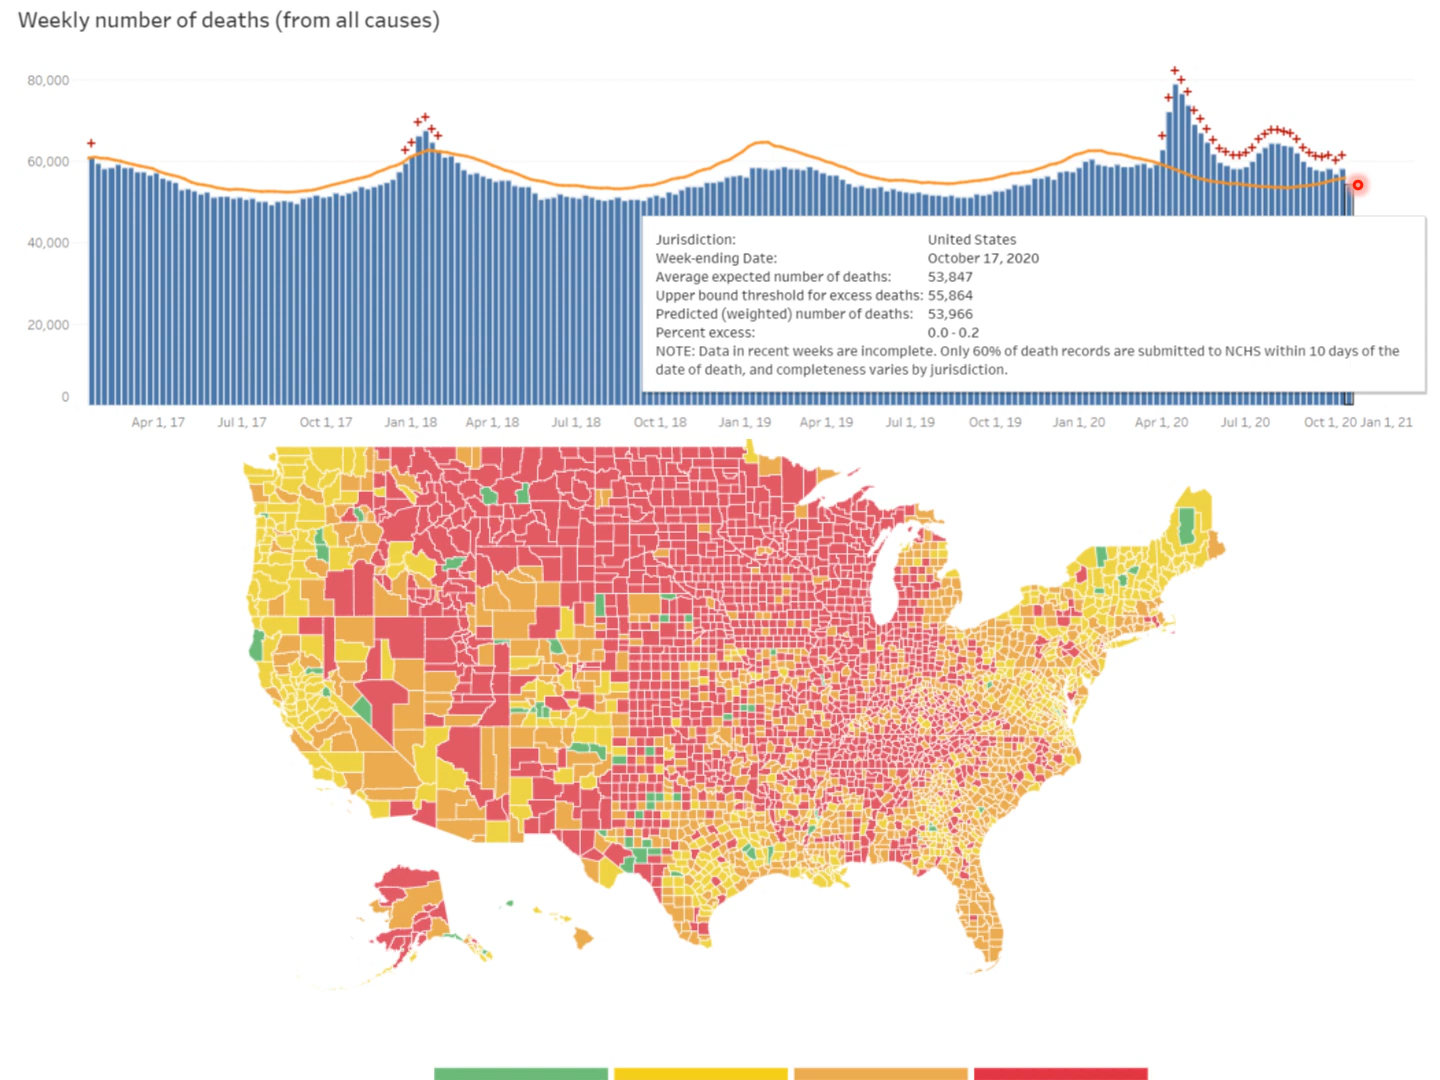 Weekly number of deaths (from all causes)
80,000
60,000
40,000
20,000
0
Jurisdiction: United States
Week-ending Date: October 17, 2020
Average expected number of deaths: 53,847
Upper bound threshold for excess deaths: 55,864
Predicted (weighted) number of deaths: 53,966
Percent excess: 0.0 - 0.2
NOTE: Data in recent weeks are incomplete. Only 60% of death records are submitted to NCHS within 10 days of the
date of death, and completeness varies by jurisdiction.
Apr 1, 17 Jul 1, 17 Oct 1, 17 Jan 1, 18 Apr 1, 18 Jul 1, 18 Oct 1, 18 Jan 1, 19 Apr 1, 19 Jul 1, 19 Oct 1, 19 Jan 1, 20 Apr 1, 20 Jul 1, 20 Oct 1, 20 Jan 1, 21